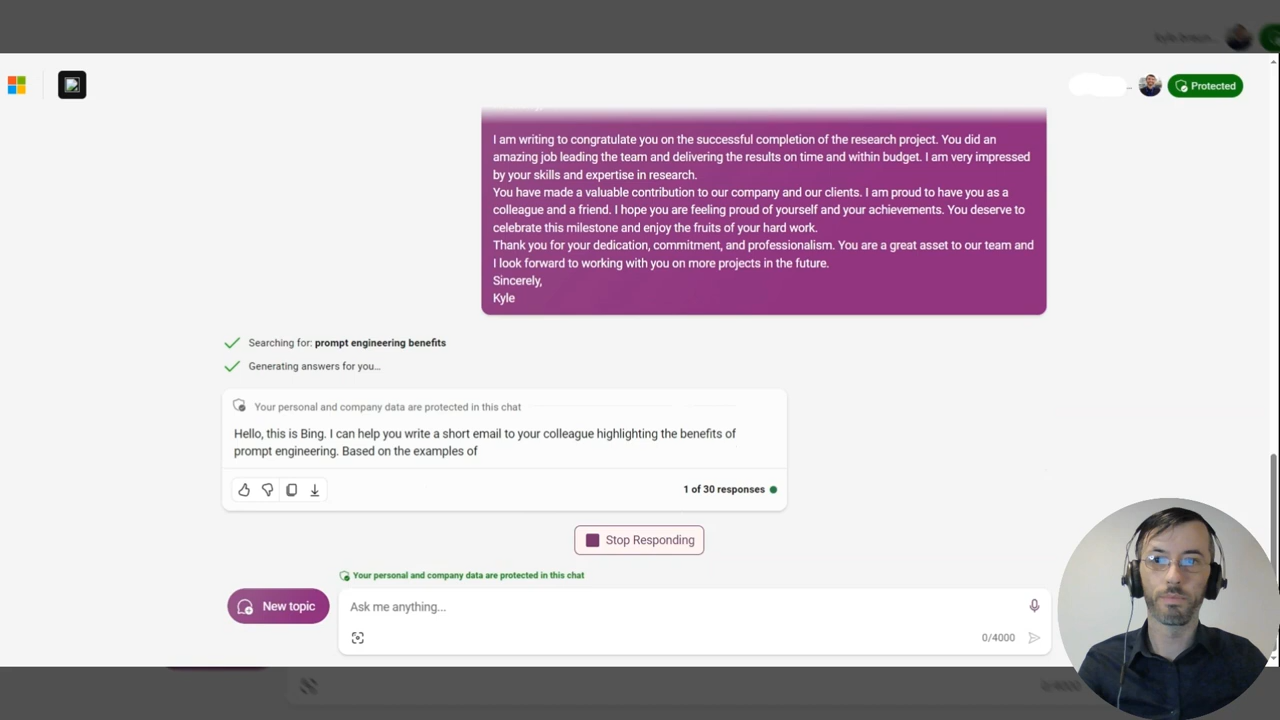 Protected
I am writing to congratulate you on the successful completion of the research project. You did an
amazing job leading the team and delivering the results on time and within budget. I am very impressed
by your skills and expertise in research.
You have made a valuable contribution to our company and our clients. I am proud to have you as a
colleague and a friend. I hope you are feeling proud of yourself and your achievements. You deserve to
celebrate this milestone and enjoy the fruits of your hard work.
Thank you for your dedication, commitment, and professionalism. You are a great asset to our team and
I look forward to working with you on more projects in the future.
Sincerely,
Kyle
Searching for: prompt engineering benefits
Generating answers for you...
Your personal and company data are protected in this chat
Hello, this is Bing. I can help you write a short email to your colleague highlighting the benefits of
prompt engineering. Based on the examples of
1 of 30 responses
Stop Responding
Your personal and company data are protected in this chat
New topic
Ask me anything...
0/4000
0/4000